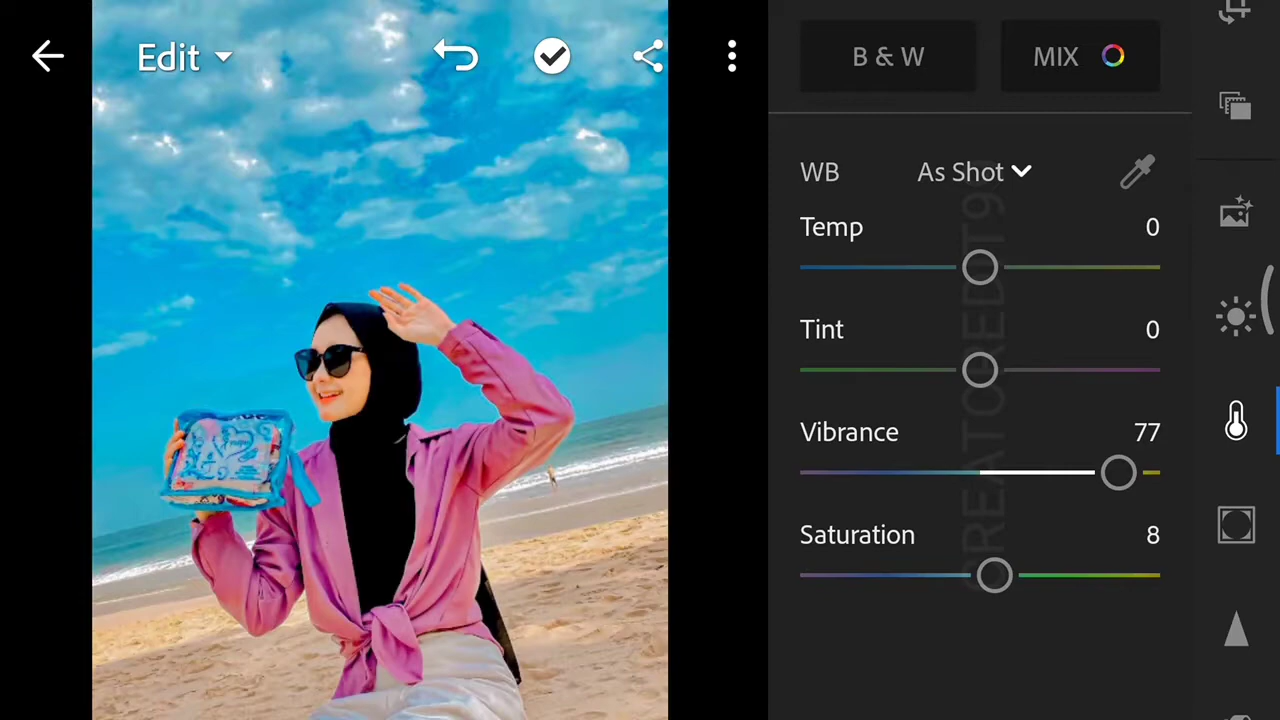 Edit
B & W
MIX
WB
As Shot
Temp
0
Tint
0
Vibrance
77
Saturation
8